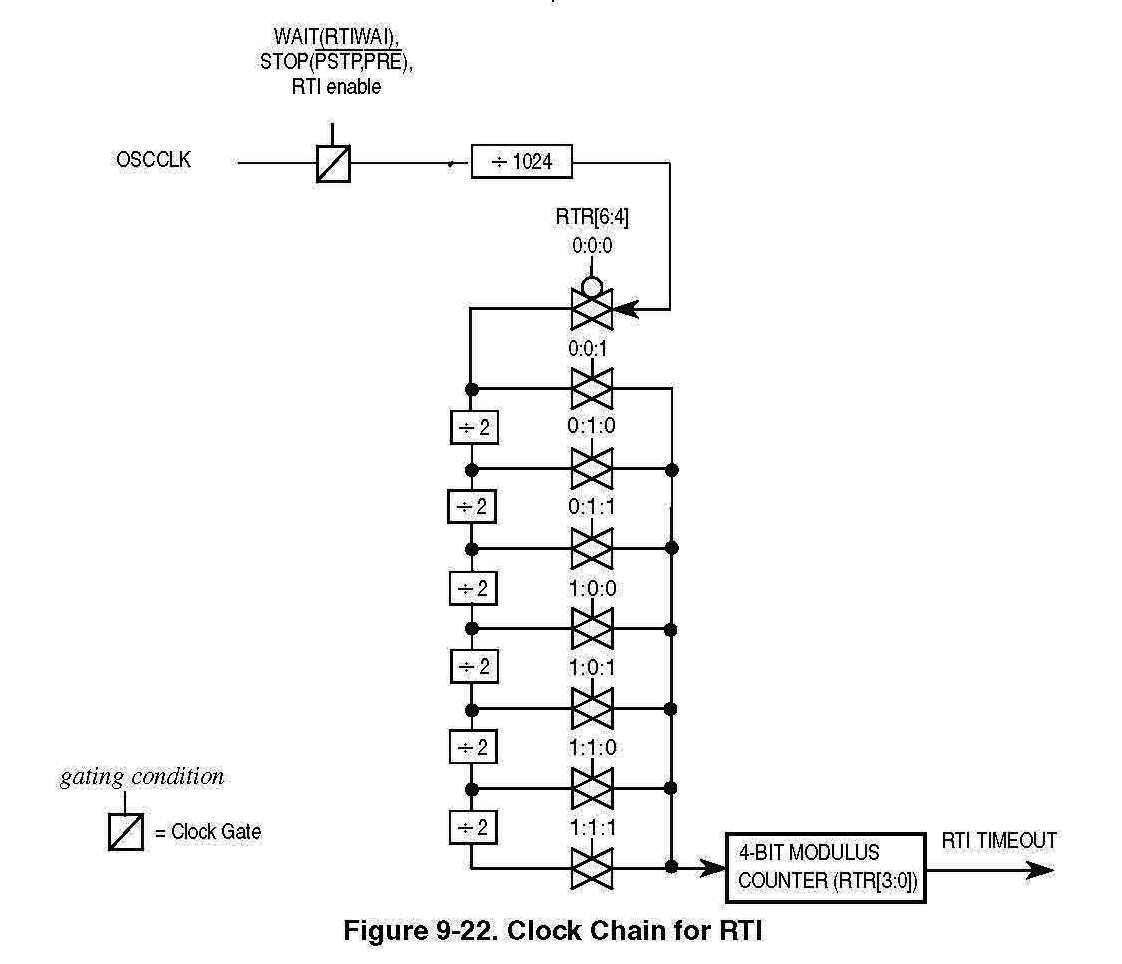 WAIT(RTIWAI),
STOP(PSTP,PRE),
RTI enable
OSCCLK
÷ 1024
RTR[6:4]
0:0:0
0:0:1
÷ 2
0:1:0
÷ 2
0:1:1
÷ 2
1:0:0
÷ 2
1:0:1
÷ 2
1:1:0
÷ 2
1:1:1
gating condition
= Clock Gate
4-BIT MODULUS
COUNTER (RTR[3:0])
RTI TIMEOUT
Figure 9-22. Clock Chain for RTI